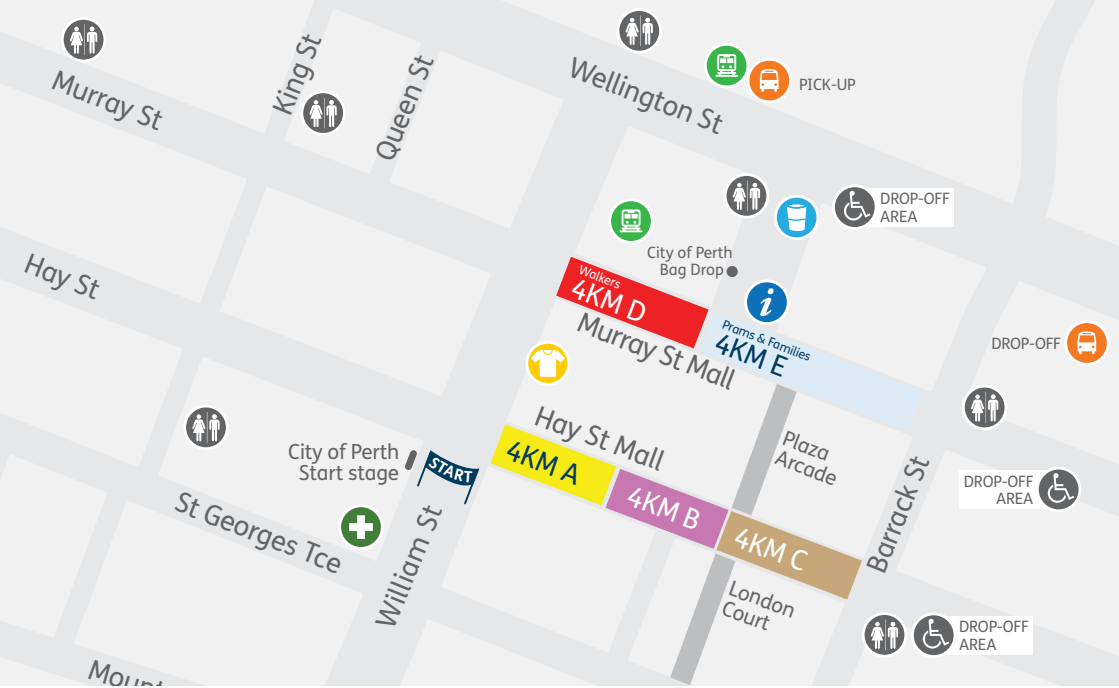 Murray St
King St
Queen St
Wellington St
PICK-UP
DROP-OFF
AREA
City of Perth
Bag Drop
Hay St
Walkers
4KM D
i
Prams & Families
4KM E
Murray St Mall
DROP-OFF
Hay St Mall
Plaza
Arcade
City of Perth
Start stage
START
4KM A
4KM B
4KM C
DROP-OFF
AREA
St Georges Tce
William St
Barrack St
London
Court
DROP-OFF
AREA
Mount